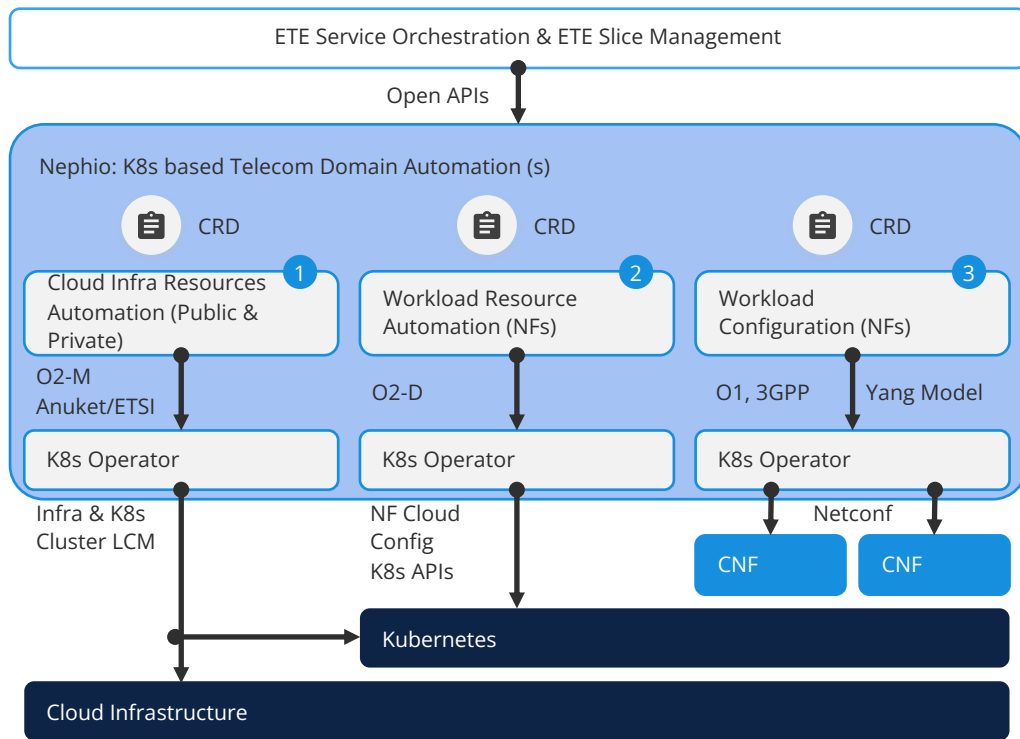 ETE Service Orchestration & ETE Slice Management
Open APIs
Nephio: K8s based Telecom Domain Automation (s)
CRD
CRD
CRD
1
Cloud Infra Resources
Automation (Public &
Private)
2
Workload Resource
Automation (NFs)
3
Workload
Configuration (NFs)
O2-M
Anuket/ETSI
O2-D
O1, 3GPP
Yang Model
K8s Operator
K8s Operator
K8s Operator
Infra & K8s
Cluster LCM
NF Cloud
Config
K8s APIs
Netconf
CNF
CNF
Kubernetes
Cloud Infrastructure